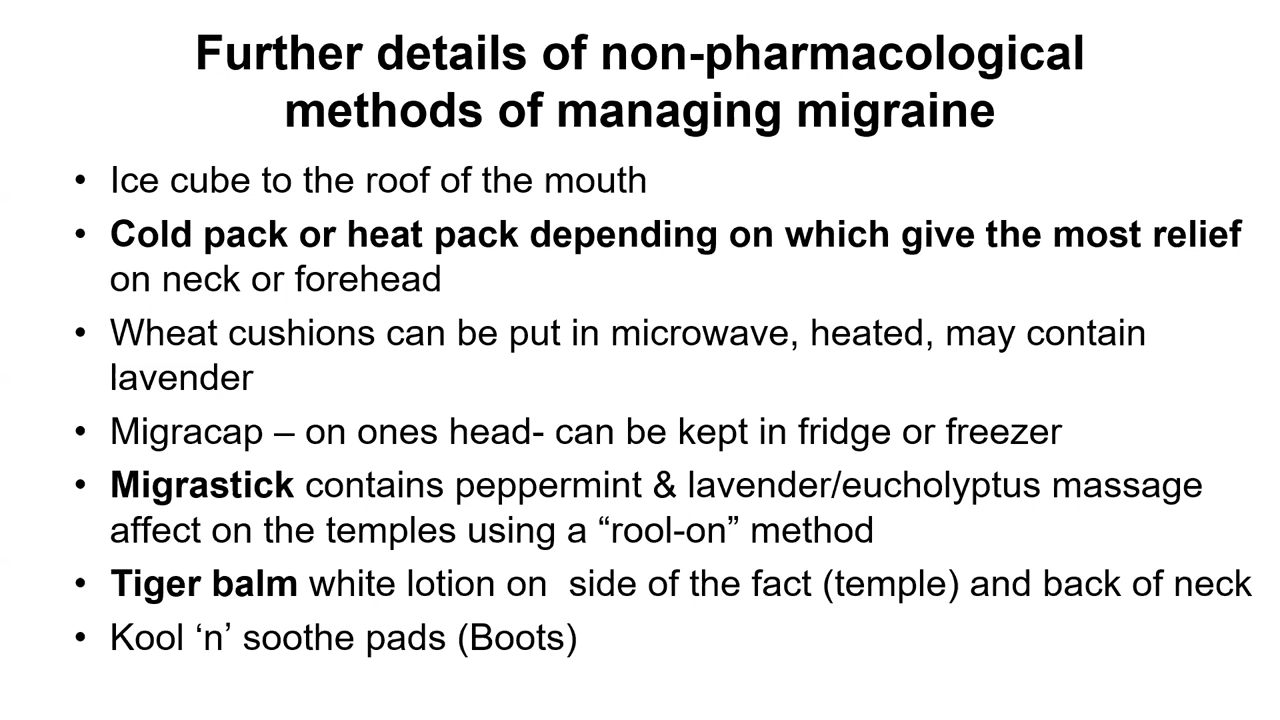 Further details of non-pharmacological
methods of managing migraine
• Ice cube to the roof of the mouth
• Cold pack or heat pack depending on which give the most relief
on neck or forehead
• Wheat cushions can be put in microwave, heated, may contain
lavender
• Migracap – on ones head- can be kept in fridge or freezer
• Migrastick contains peppermint & lavender/eucholyptus massage
affect on the temples using a “rool-on” method
• Tiger balm white lotion on  side of the fact (temple) and back of neck
• Kool ‘n’ soothe pads (Boots)